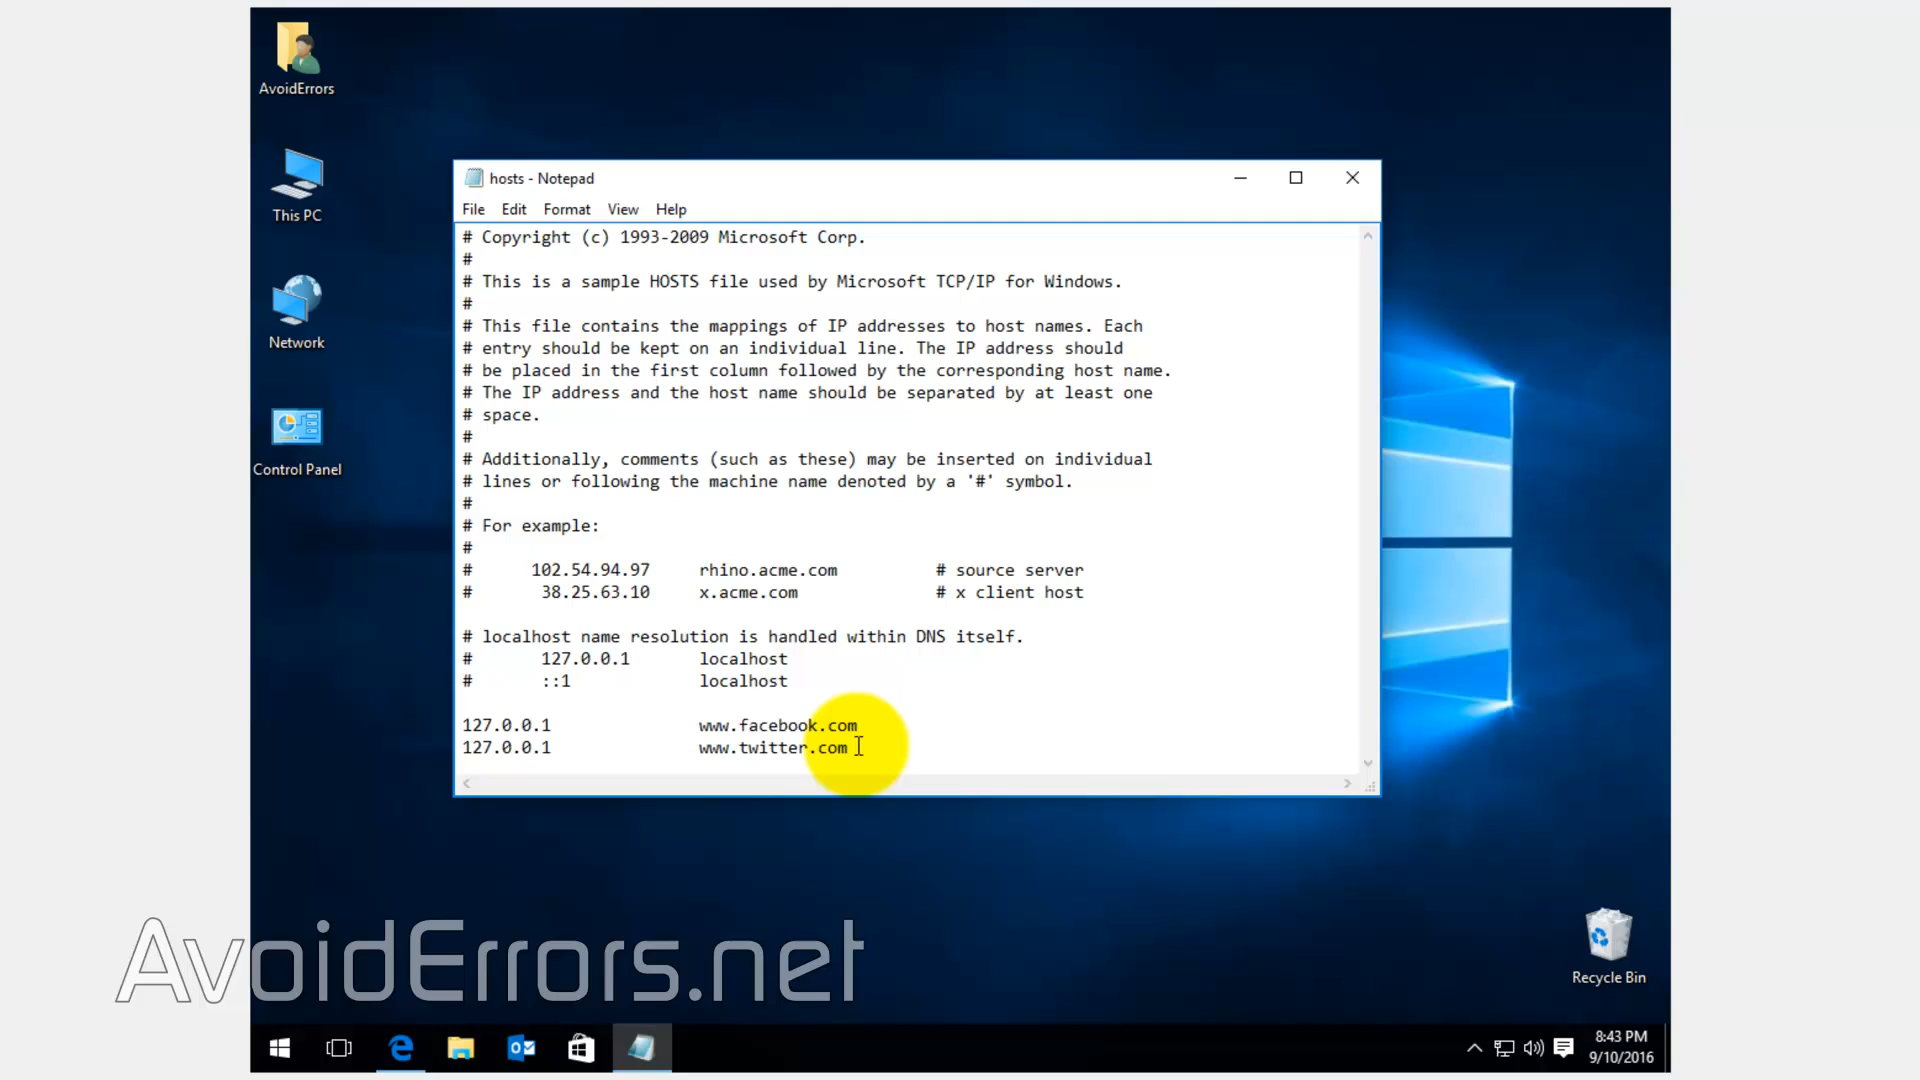 AvoidErrors
This PC
Network
Control Panel
hosts - Notepad
File Edit Format View Help
# Copyright (c) 1993-2009 Microsoft Corp.
#
# This is a sample HOSTS file used by Microsoft TCP/IP for Windows.
#
# This file contains the mappings of IP addresses to host names. Each
# entry should be kept on an individual line. The IP address should
# be placed in the first column followed by the corresponding host name.
# The IP address and the host name should be separated by at least one
# space.
#
# Additionally, comments (such as these) may be inserted on individual
# lines or following the machine name denoted by a '#' symbol.
#
# For example:
#
# 102.54.94.97 rhino.acme.com # source server
# 38.25.63.10 x.acme.com # x client host
# localhost name resolution is handled within DNS itself.
# 127.0.0.1 localhost
# ::1 localhost
127.0.0.1 www.facebook.com
127.0.0.1 www.twitter.com
AvoidErrors.net
Recycle Bin
8:43 PM
9/10/2016